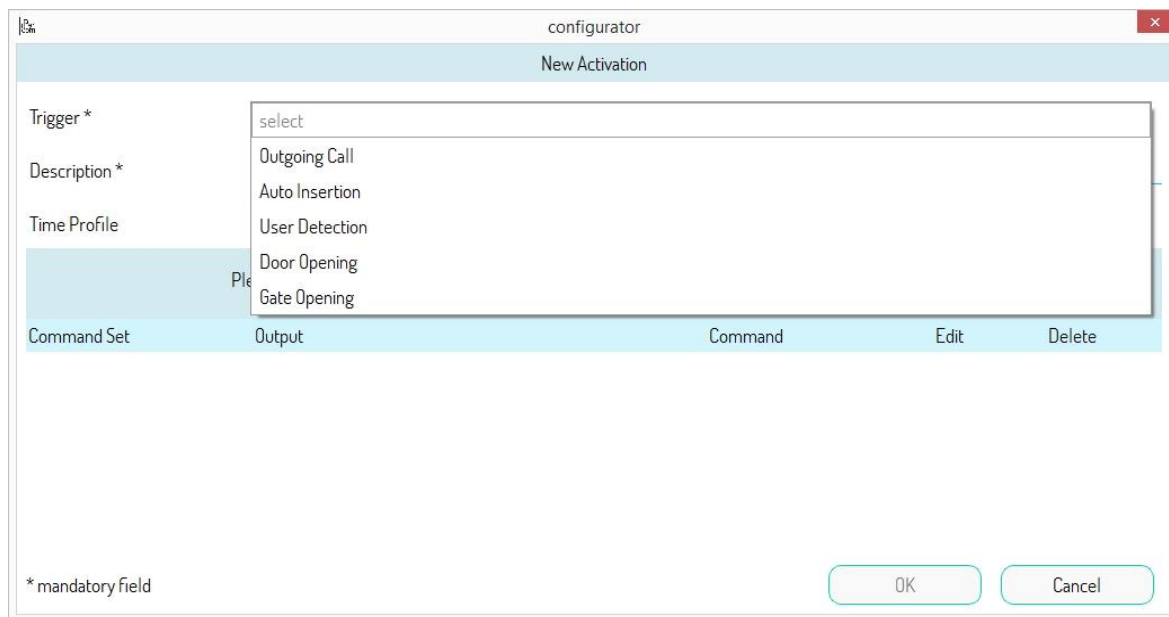 configurator
New Activation
Trigger *
select
Outgoing Call
Description *
Auto Insertion
Time Profile
User Detection
Door Opening
Gate Opening
Command Set Output Command Edit Delete
* mandatory field
OK Cancel